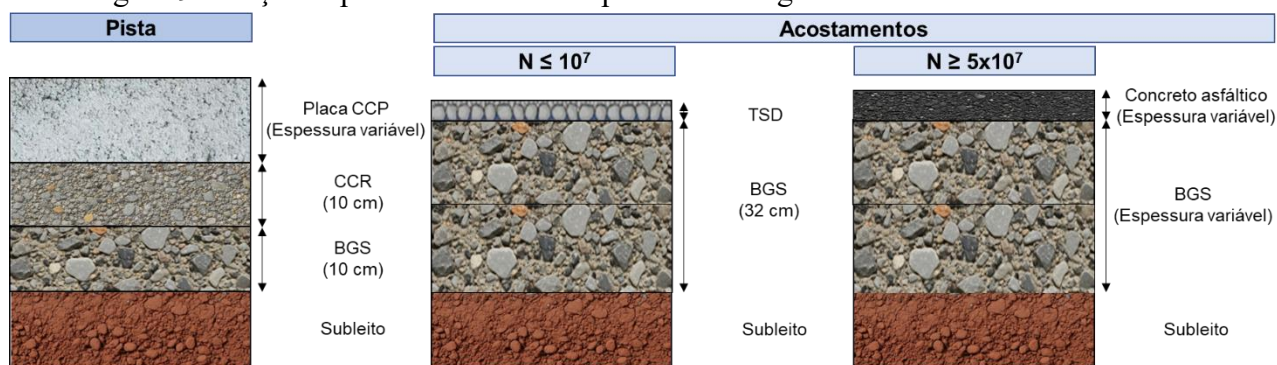 Pista
Acostamentos
N ≤ 10⁷
N ≥ 5x10⁷
Placa CCP
(Espessura variável)
CCR
(10 cm)
BGS
(10 cm)
Subleito
TSD
BGS
(32 cm)
Subleito
Concreto asfáltico
(Espessura variável)
BGS
(Espessura variável)
Subleito